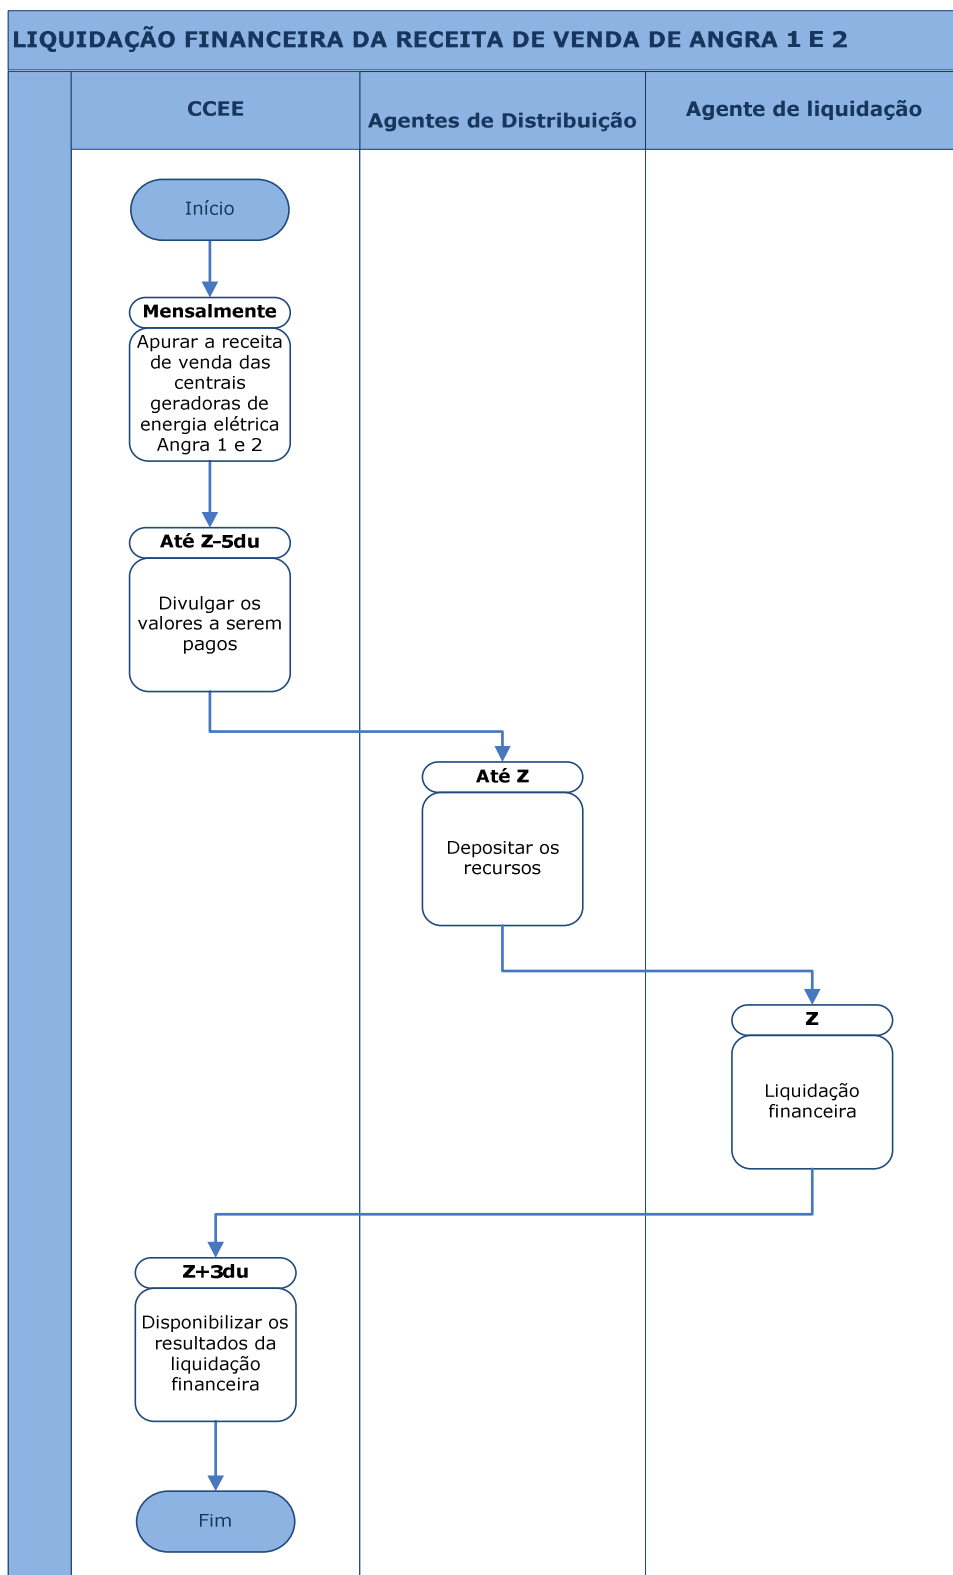 LIQUIDAÇÃO FINANCEIRA DA RECEITA DE VENDA DE ANGRA 1 E 2
CCEE
Agentes de Distribuição
Agente de liquidação
Início
Mensalmente
Apurar a receita
de venda das
centrais
geradoras de
energia elétrica
Angra 1 e 2
Até Z–5du
Divulgar os
valores a serem
pagos
Até Z
Depositar os
recursos
Z
Liquidação
financeira
Z+3du
Disponibilizar os
resultados da
liquidação
financeira
Fim